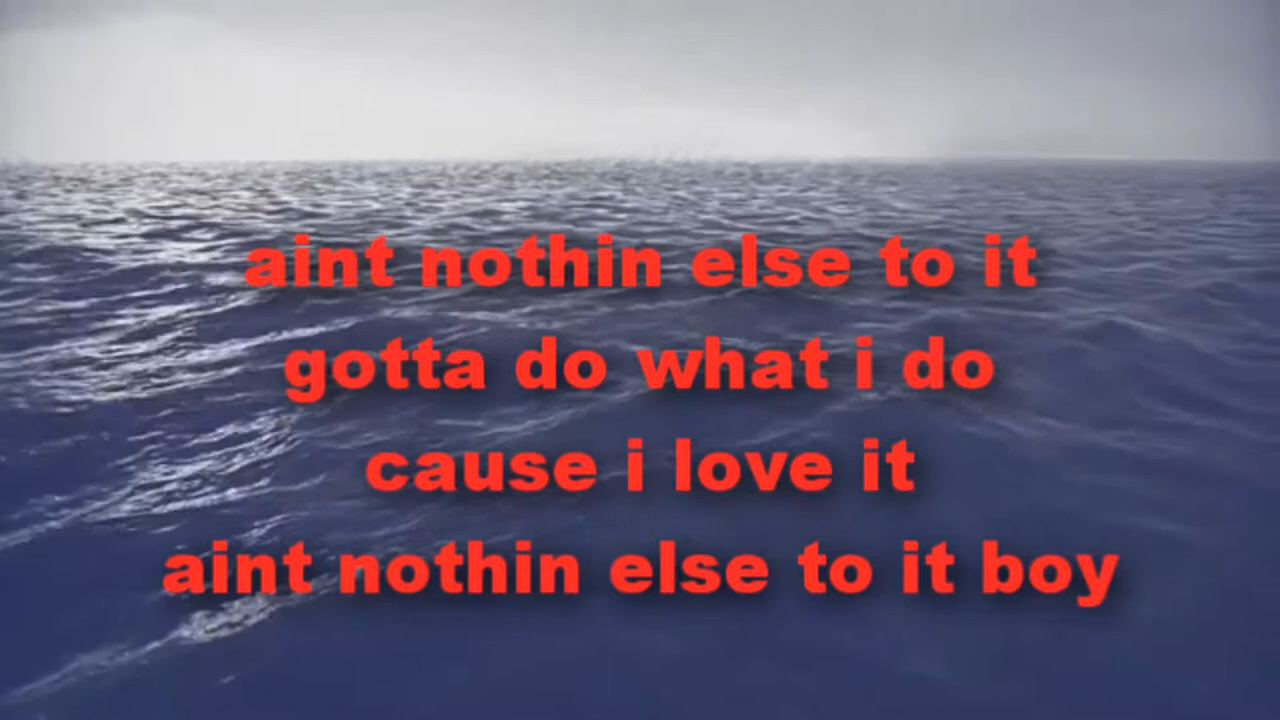 aint nothin else to it
gotta do what i do
cause i love it
aint nothin else to it boy